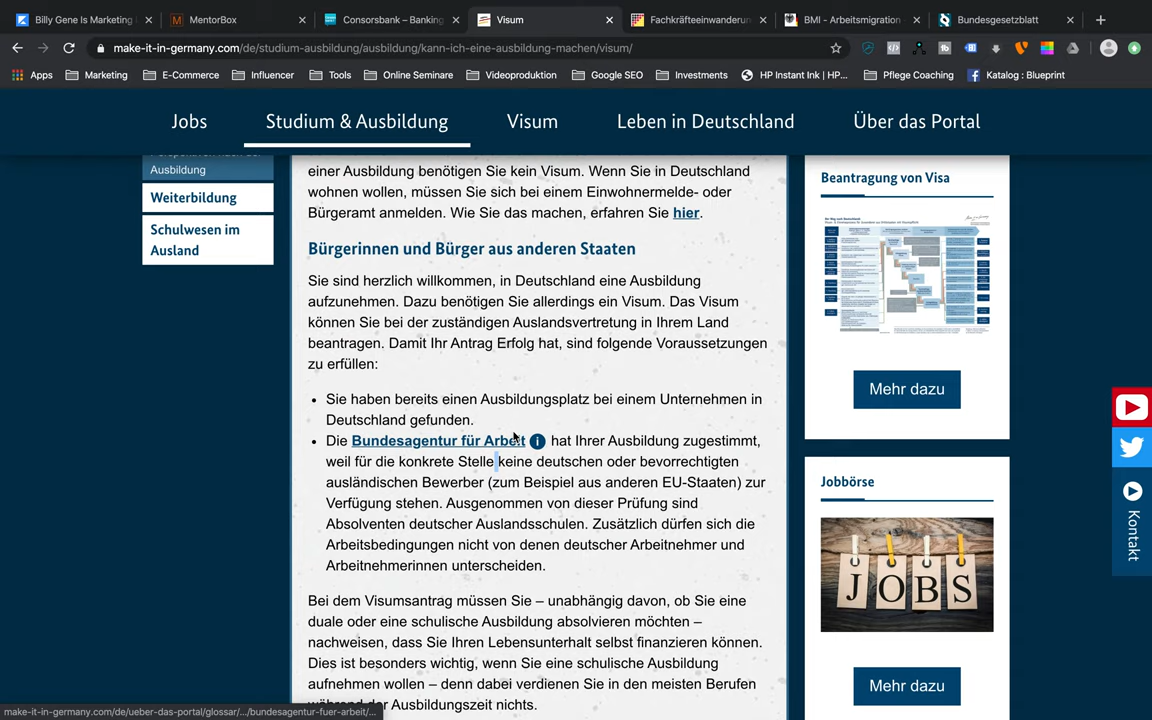 Billy Gene Is Marketing
MentorBox
Consorsbank – Banking
Visum
Fachkräfteeinwanderun
BMI - Arbeitsmigration
Bundesgesetzblatt
make-it-in-germany.com/de/studium-ausbildung/ausbildung/kann-ich-eine-ausbildung-machen/visum/
Apps
Marketing
E-Commerce
Influencer
Tools
Online Seminare
Videoproduktion
Google SEO
Investments
HP Instant Ink | HP...
Pflege Coaching
Katalog : Blueprint
Jobs
Studium & Ausbildung
Visum
Leben in Deutschland
Über das Portal
Ausbildung
Weiterbildung
Schulwesen im
Ausland
einer Ausbildung benötigen Sie kein Visum. Wenn Sie in Deutschland
wohnen wollen, müssen Sie sich bei einem Einwohnermelde- oder
Bürgeramt anmelden. Wie Sie das machen, erfahren Sie hier.
Bürgerinnen und Bürger aus anderen Staaten
Sie sind herzlich willkommen, in Deutschland eine Ausbildung
aufzunehmen. Dazu benötigen Sie allerdings ein Visum. Das Visum
können Sie bei der zuständigen Auslandsvertretung in Ihrem Land
beantragen. Damit Ihr Antrag Erfolg hat, sind folgende Voraussetzungen
zu erfüllen:
• Sie haben bereits einen Ausbildungsplatz bei einem Unternehmen in
Deutschland gefunden.
• Die Bundesagentur für Arbeit i hat Ihrer Ausbildung zugestimmt,
weil für die konkrete Stelle keine deutschen oder bevorrechtigten
ausländischen Bewerber (zum Beispiel aus anderen EU-Staaten) zur
Verfügung stehen. Ausgenommen von dieser Prüfung sind
Absolventen deutscher Auslandsschulen. Zusätzlich dürfen sich die
Arbeitsbedingungen nicht von denen deutscher Arbeitnehmer und
Arbeitnehmerinnen unterscheiden.
Bei dem Visumsantrag müssen Sie – unabhängig davon, ob Sie eine
duale oder eine schulische Ausbildung absolvieren möchten –
nachweisen, dass Sie Ihren Lebensunterhalt selbst finanzieren können.
Dies ist besonders wichtig, wenn Sie eine schulische Ausbildung
aufnehmen wollen – denn dabei verdienen Sie in den meisten Berufen
während der Ausbildungszeit nichts.
Beantragung von Visa
Mehr dazu
Jobbörse
JOBS
Mehr dazu
Kontakt
make-it-in-germany.com/de/ueber-das-portal/glossar/.../bundesagentur-fuer-arbeit/...